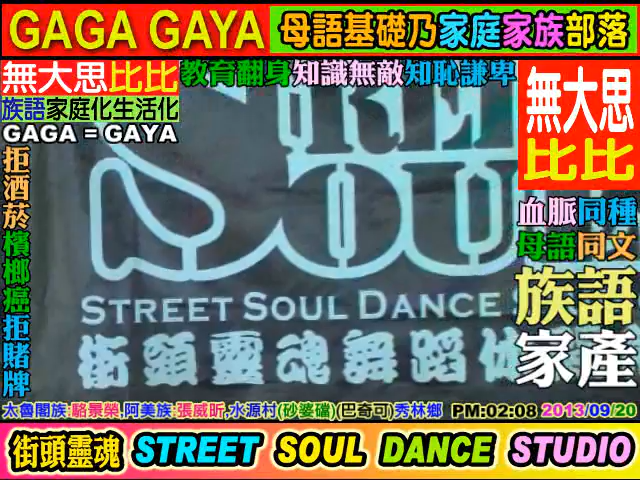 GAGA GAYA 母語基礎乃家庭家族部落
無大思比比
教育翻身知識無敵知恥謙卑
族語家庭化生活化
GAGA = GAYA
無大思
比比
拒酒菸檳榔癌拒賭牌
血脈同種
母語同文
族語
家產
SOUL
STREET SOUL DANCE
街頭靈魂舞蹈
太魯閣族:駱景榮,阿美族:張威昕,水源村(砂婆礑)(巴奇可)秀林鄉 PM:02:08 2013/09/20
街頭靈魂 STREET SOUL DANCE STUDIO